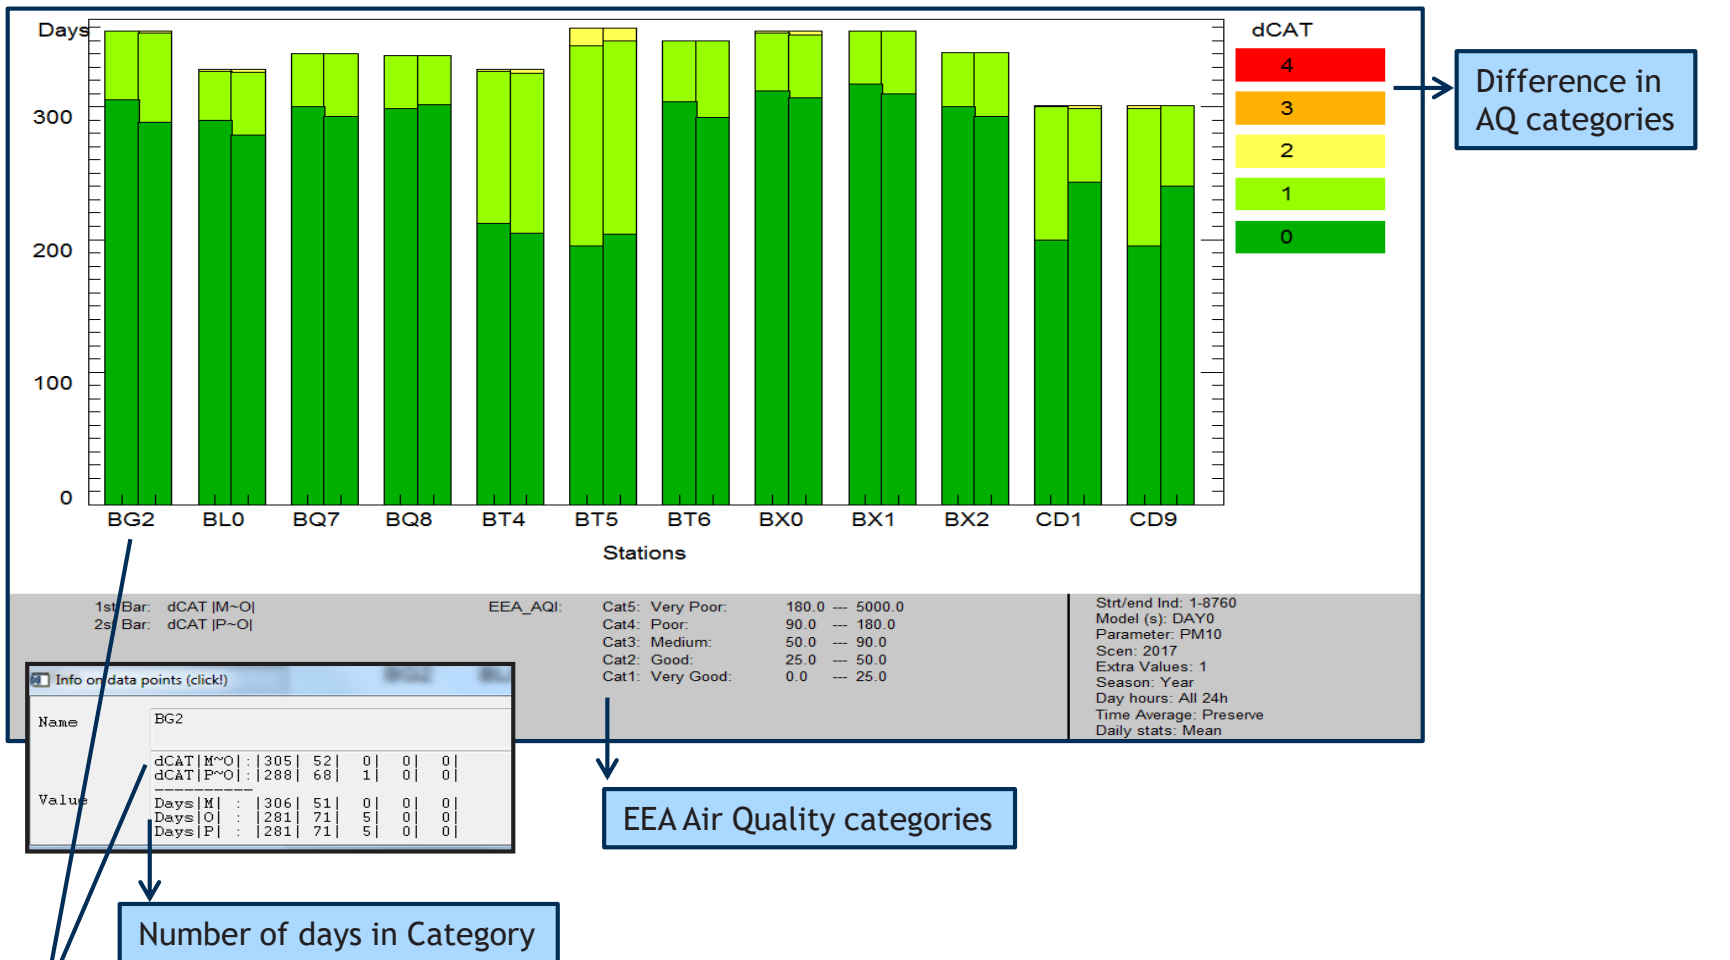 Days
300
200
100
0
BG2 BL0 BQ7 BQ8 BT4 BT5 BT6 BX0 BX1 BX2 CD1 CD9
Stations
dCAT
4
3
2
1
0
Difference in
AQ categories
1st Bar: dCAT |M~O|
2st Bar: dCAT |P~O|
EEA_AQI: Cat5: Very Poor: 180.0 --- 5000.0
Cat4: Poor: 90.0 --- 180.0
Cat3: Medium: 50.0 --- 90.0
Cat2: Good: 25.0 --- 50.0
Cat1: Very Good: 0.0 --- 25.0
Strt/end Ind: 1-8760
Model (s): DAY0
Parameter: PM10
Scen: 2017
Extra Values: 1
Season: Year
Day hours: All 24h
Time Average: Preserve
Daily stats: Mean
Info on data points (click!)
BG2
Name BG2
dCAT|M~O|:|305| 52| 0| 0| 0|
dCAT|P~O|:|288| 68| 1| 0| 0|
----------
Value
Days|M| : |306| 51| 0| 0| 0|
Days|O| : |281| 71| 5| 0| 0|
Days|P| : |281| 71| 5| 0| 0|
EEA Air Quality categories
Number of days in Category